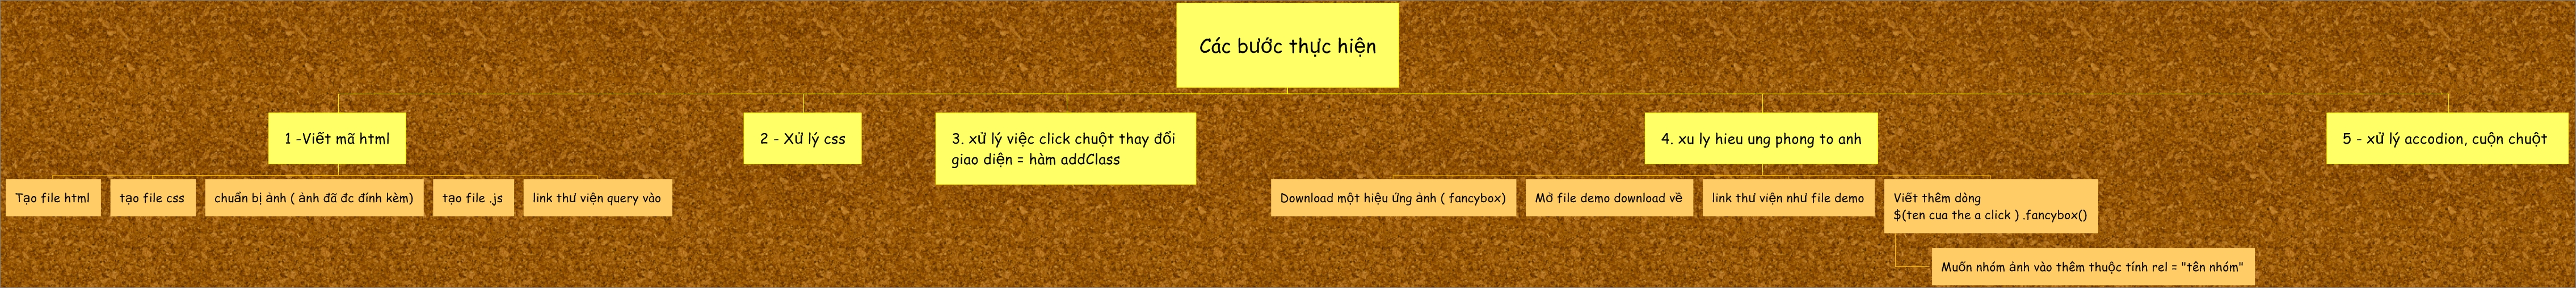 Các bước thực hiện
1 -Viết mã html
2 - Xử lý css
3. xử lý việc click chuột thay đổi
giao diện = hàm addClass
4. xu ly hieu ung phong to anh
5 - xử lý accodion, cuộn chuột
Tạo file html
tạo file css
chuẩn bị ảnh ( ảnh đã đc đính kèm)
tạo file .js
link thư viện query vào
Download một hiệu ứng ảnh ( fancybox)
Mở file demo download về
link thư viện như file demo
Viết thêm dòng
$(ten cua the a click ) .fancybox()
Muốn nhóm ảnh vào thêm thuộc tính rel = "tên nhóm"